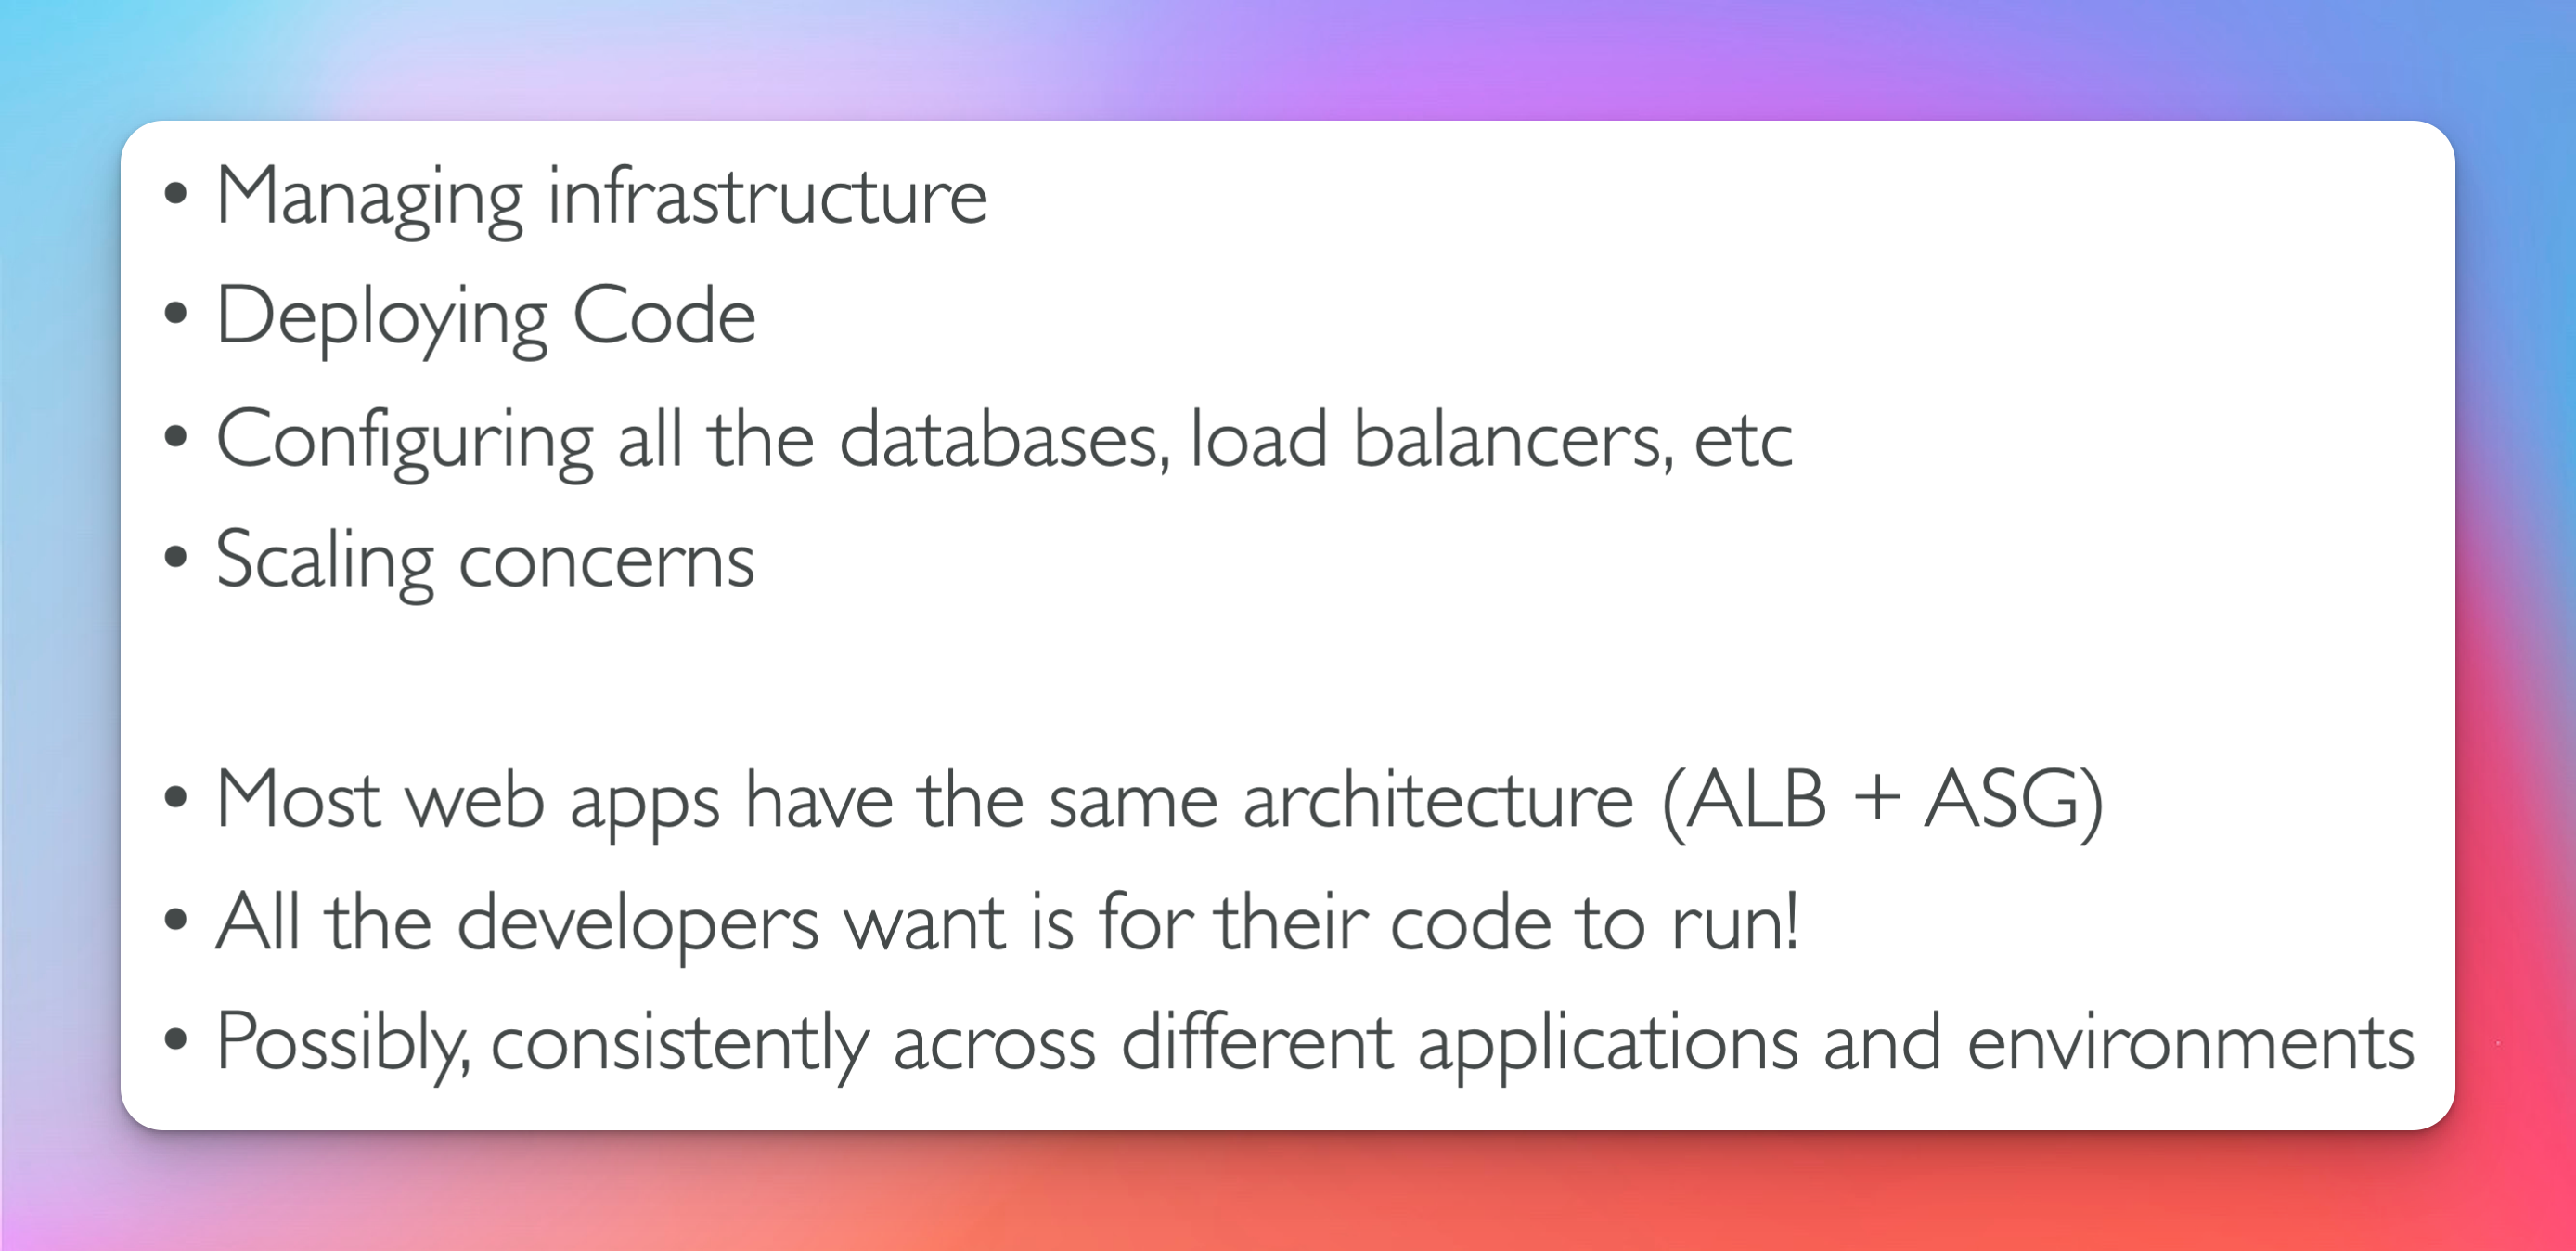 • Managing infrastructure
• Deploying Code
• Configuring all the databases, load balancers, etc
• Scaling concerns
• Most web apps have the same architecture (ALB + ASG)
• All the developers want is for their code to run!
• Possibly, consistently across different applications and environments